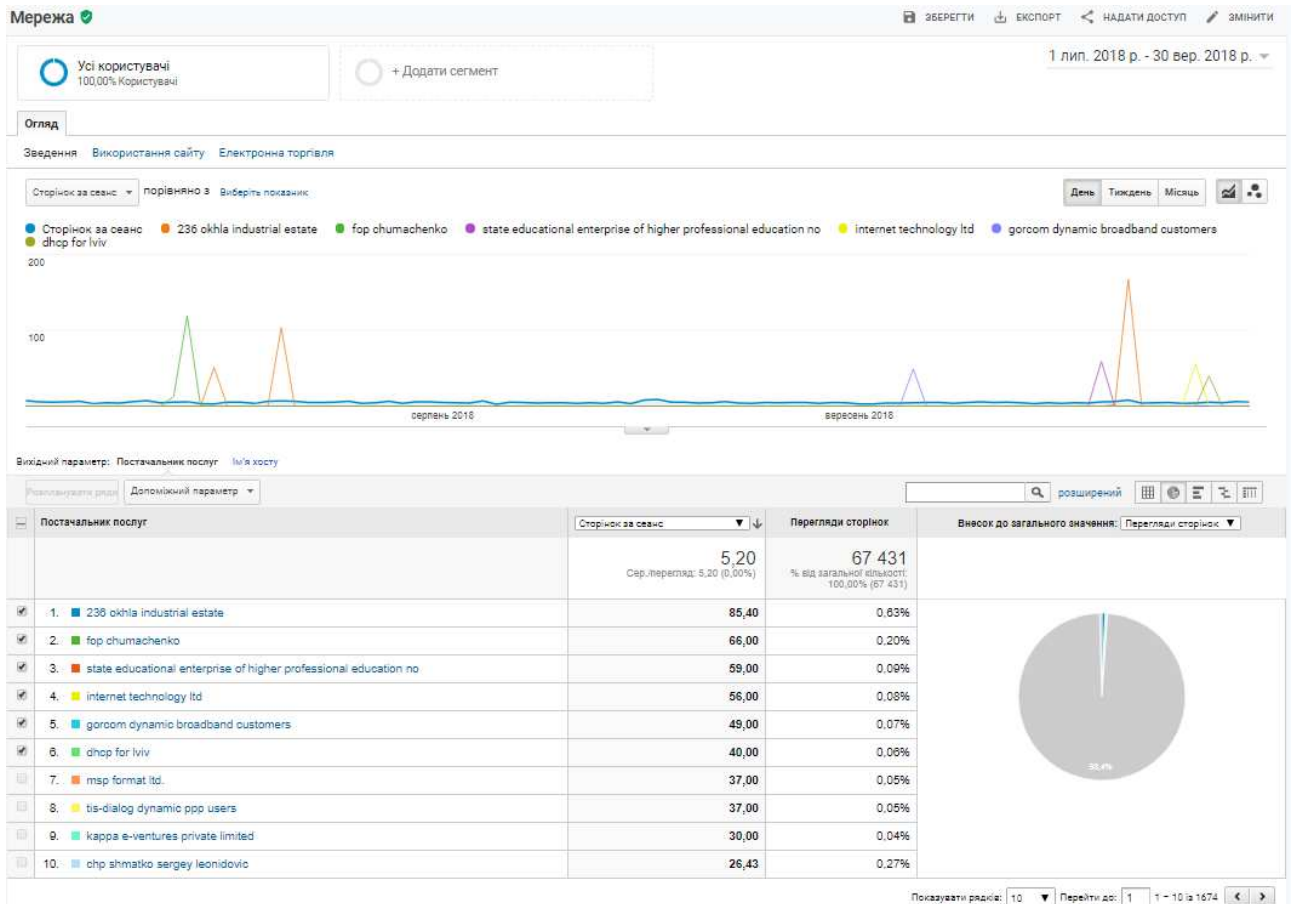 Мережа
ЗБЕРЕГТИ ЕКСПОРТ НАДАТИ ДОСТУП ЗМІНИТИ
Усі користувачі
100,00% Користувачі
+ Додати сегмент
1 лип. 2018 р. - 30 вер. 2018 р.
Огляд
Зведення Використання сайту Електронна торгівля
Сторінок за сеанс порівняно з Виберіть показник
День Тиждень Місяць
Сторінок за сеанс 236 okhla industrial estate fop chumachenko state educational enterprise of higher professional education no internet technology ltd gorcom dynamic broadband customers
dhcp for lviv
200
100
серпень 2018 вересень 2018
Вихідний параметр: Постачальник послуг Ім'я хосту
Допоміжний параметр
розширений
Постачальник послуг Сторінок за сеанс Перегляди сторінок Внесок до загального значення: Перегляди сторінок
5,20 67 431
Сер./перегляд: 5,20 (0,00%) % від загальної кількості:
100,00% (67 431)
1. 236 okhla industrial estate 85,40 0,63%
2. fop chumachenko 66,00 0,20%
3. state educational enterprise of higher professional education no 59,00 0,09%
4. internet technology ltd 56,00 0,08%
5. gorcom dynamic broadband customers 49,00 0,07%
6. dhcp for lviv 40,00 0,06%
7. msp format ltd. 37,00 0,05%
8. tis-dialog dynamic ppp users 37,00 0,05%
9. kappa e-ventures private limited 30,00 0,04%
10. chp shmatko sergey leonidovic 26,43 0,27%
Показувати рядків: 10 Перейти до: 1 1 – 10 із 1674